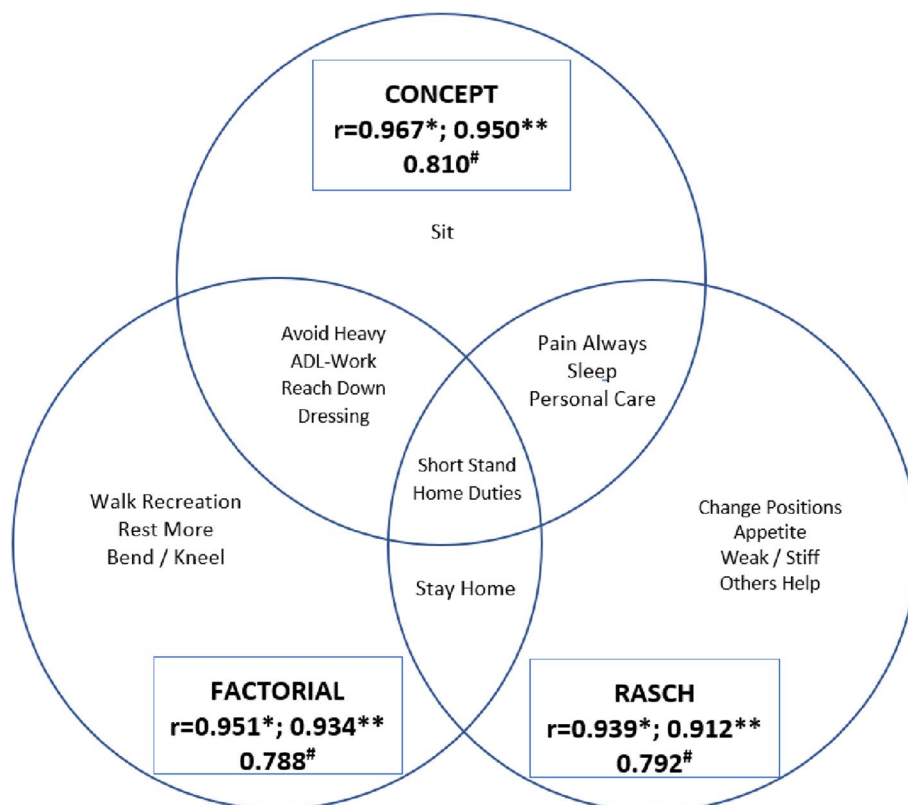 CONCEPT
r=0.967*; 0.950**
0.810#
Sit
Avoid Heavy
ADL-Work
Reach Down
Dressing
Pain Always
Sleep
Personal Care
Short Stand
Home Duties
Walk Recreation
Rest More
Bend / Kneel
Change Positions
Appetite
Weak / Stiff
Others Help
Stay Home
FACTORIAL
r=0.951*; 0.934**
0.788#
RASCH
r=0.939*; 0.912**
0.792#